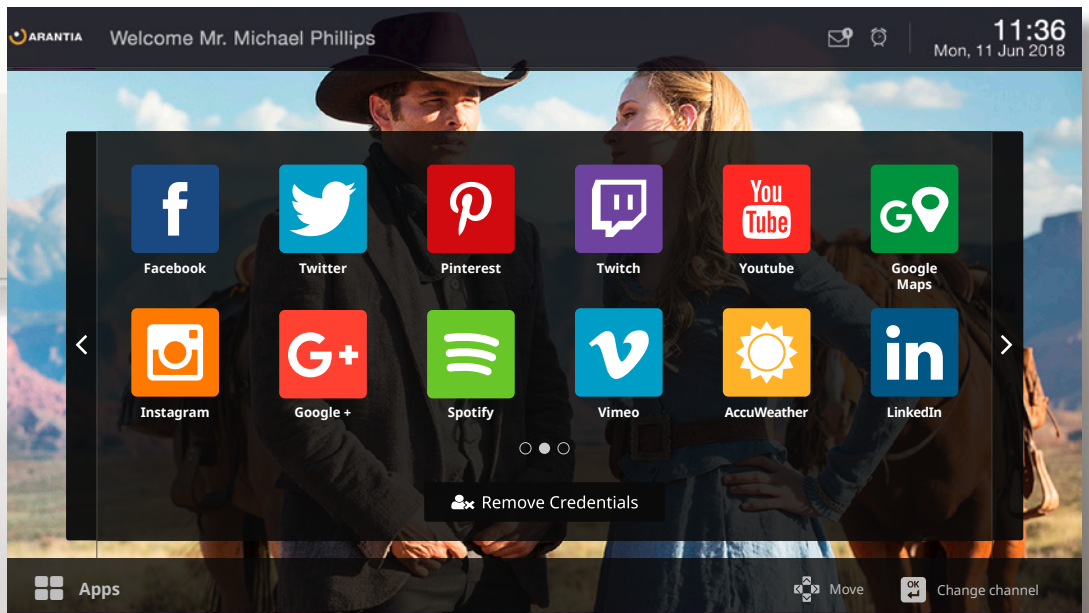 ARANTIA
Welcome Mr. Michael Phillips
11:36
Mon, 11 Jun 2018
f
You
Tube
G
Facebook
Twitter
Pinterest
Twitch
Youtube
Google
Maps
G+
in
Instagram
Google +
Spotify
Vimeo
AccuWeather
LinkedIn
Remove Credentials
Apps
Move
OK
Change channel